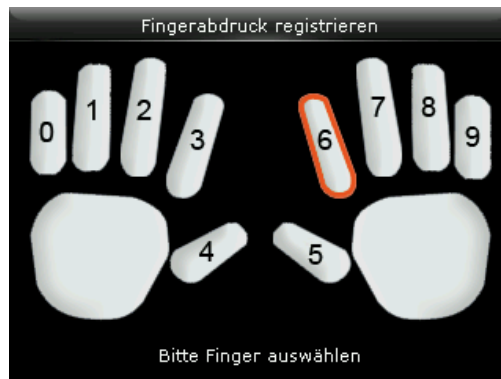 Fingerabdruck registrieren
0 1 2 3 6 7 8 9
4 5
Bitte Finger auswählen